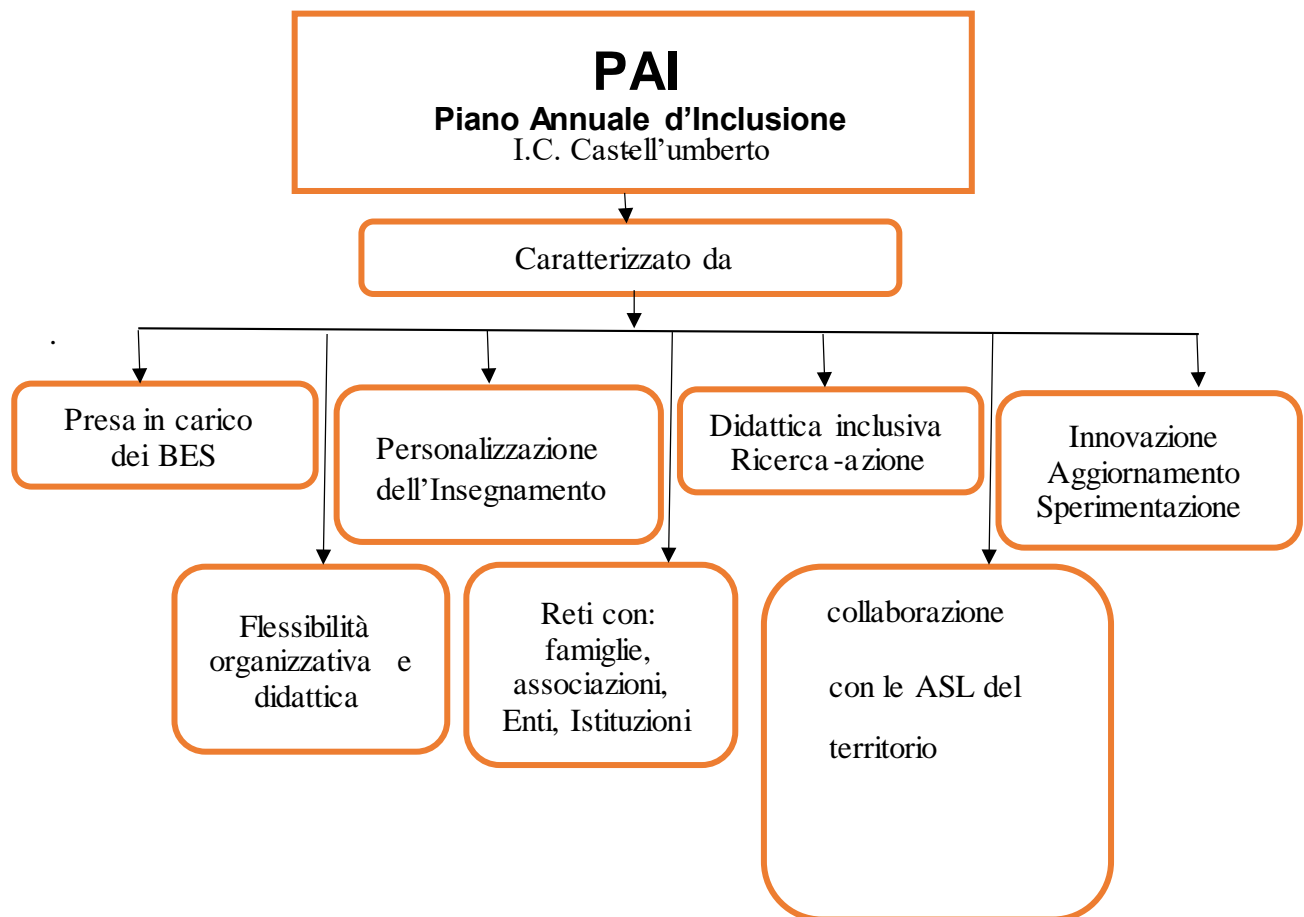 PAI
Piano Annuale d’Inclusione
I.C. Castell’umberto
Caratterizzato da
.
Presa in carico
dei BES
Personalizzazione
dell’Insegnamento
Didattica inclusiva
Ricerca-azione
Innovazione
Aggiornamento
Sperimentazione
Flessibilità
organizzativa e
didattica
Reti con:
famiglie,
associazioni,
Enti, Istituzioni
collaborazione
con le ASL del
territorio